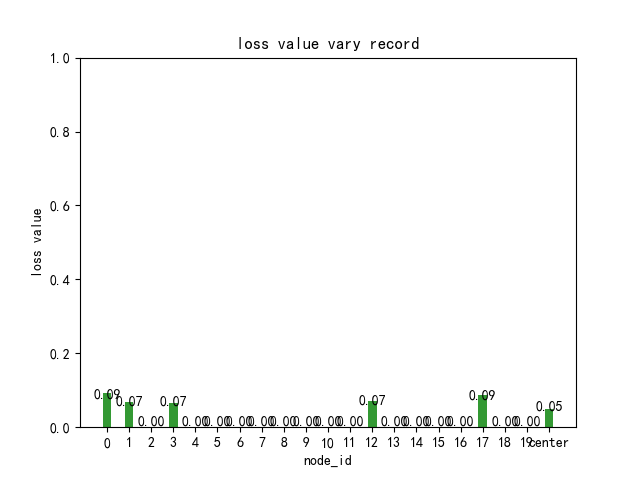 loss value vary record
1.0
0.8
0.6
0.4
0.2
0.0
loss value
0.09 0.07 0.00 0.07 0.00 0.00 0.00 0.00 0.00 0.00 0.00 0.00 0.07 0.00 0.00 0.00 0.00 0.09 0.00 0.00 0.05
0 1 2 3 4 5 6 7 8 9 10 11 12 13 14 15 16 17 18 19 center
node_id